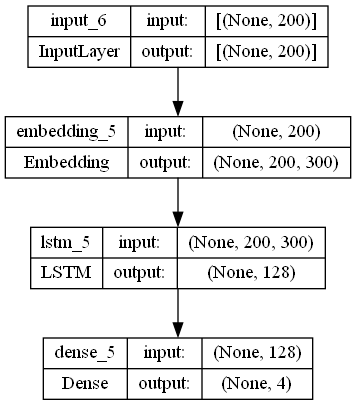 input_6 input: [(None, 200)]
InputLayer output: [(None, 200)]
embedding_5 input: (None, 200)
Embedding output: (None, 200, 300)
lstm_5 input: (None, 200, 300)
LSTM output: (None, 128)
dense_5 input: (None, 128)
Dense output: (None, 4)